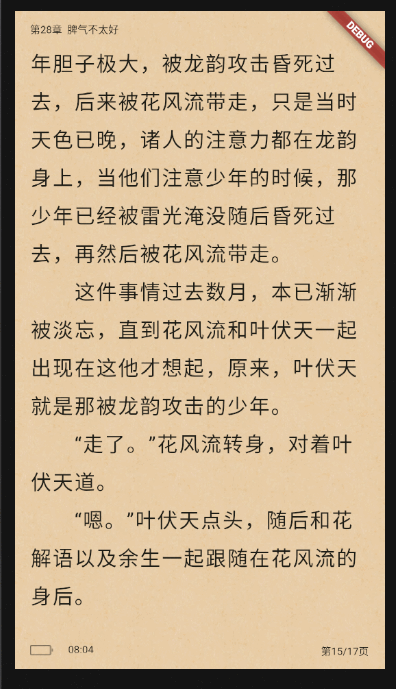 第28章 脾气不太好
DEBUG
年胆子极大，被龙韵攻击昏死过
去，后来被花风流带走，只是当时
天色已晚，诸人的注意力都在龙韵
身上，当他们注意少年的时候，那
少年已经被雷光淹没随后昏死过
去，再然后被花风流带走。
这件事情过去数月，本已渐渐
被淡忘，直到花风流和叶伏天一起
出现在这他才想起，原来，叶伏天
就是那被龙韵攻击的少年。
“走了。”花风流转身，对着叶
伏天道。
“嗯。”叶伏天点头，随后和花
解语以及余生一起跟随在花风流的
身后。
08:04
第15/17页